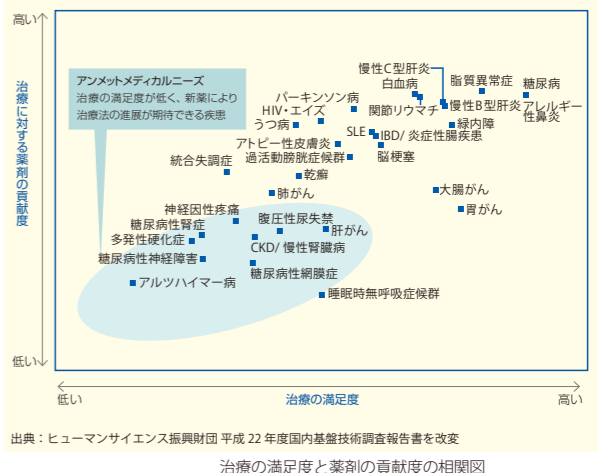 高い
治療に対する薬剤の貢献度
低い
アンメットメディカルニーズ
治療の満足度が低く、新薬により
治療法の進展が期待できる疾患
慢性C型肝炎
白血病
脂質異常症
糖尿病
パーキンソン病
関節リウマチ
慢性B型肝炎
アレルギー
性鼻炎
HIV・エイズ
うつ病
緑内障
SLE
IBD/ 炎症性腸疾患
アトピー性皮膚炎
過活動膀胱症候群
脳梗塞
統合失調症
乾癬
肺がん
大腸がん
胃がん
神経因性疼痛
腹圧性尿失禁
糖尿病性腎症
肝がん
多発性硬化症
CKD/ 慢性腎臓病
糖尿病性神経障害
糖尿病性網膜症
アルツハイマー病
睡眠時無呼吸症候群
低い
治療の満足度
高い
出典：ヒューマンサイエンス振興財団 平成 22 年度国内基盤技術調査報告書を改変
治療の満足度と薬剤の貢献度の相関図